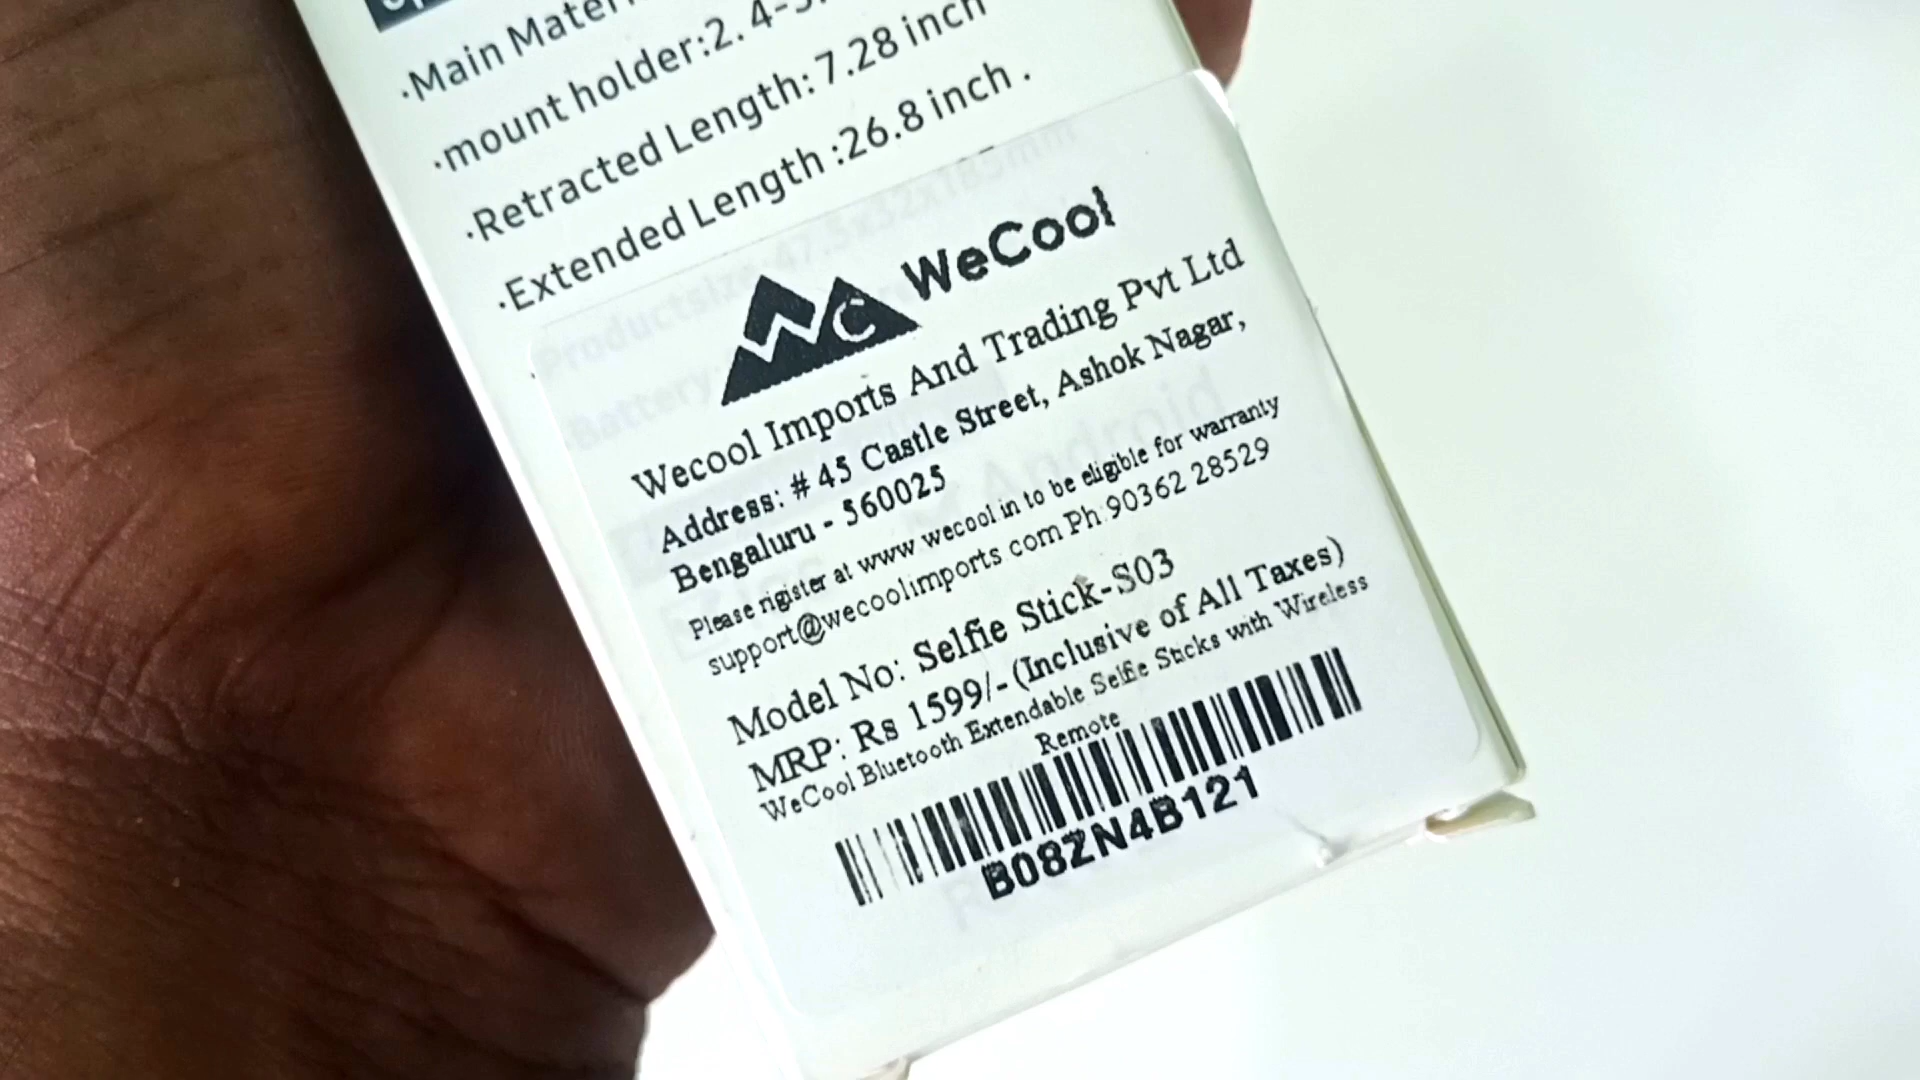 ·Main
·mount holder:2. 4-3.
·Retracted Length: 7.28 inch
·Extended Length :26.8 inch .
Productsize:47.5x32x185mm
Battery
Android
WC WeCool
Wecool Imports And Trading Pvt Ltd
Address: # 45 Castle Street, Ashok Nagar,
Bengaluru - 560025
Please rigister at www wecool in to be eligible for warranty
support@wecoolimports com Ph 90362 28529
Model No: Selfie Stick-S03
MRP: Rs 1599/- (Inclusive of All Taxes)
WeCool Bluetooth Extendable Selfie Sticks with Wireless
Remote
B08ZN4B121